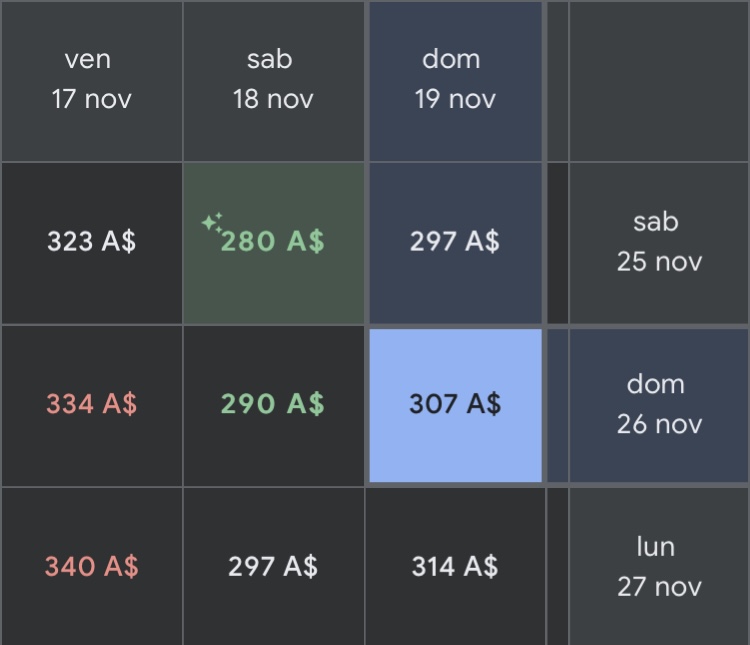 ven
17 nov
sab
18 nov
dom
19 nov
323 A$
280 A$
297 A$
sab
25 nov
334 A$
290 A$
307 A$
dom
26 nov
340 A$
297 A$
314 A$
lun
27 nov